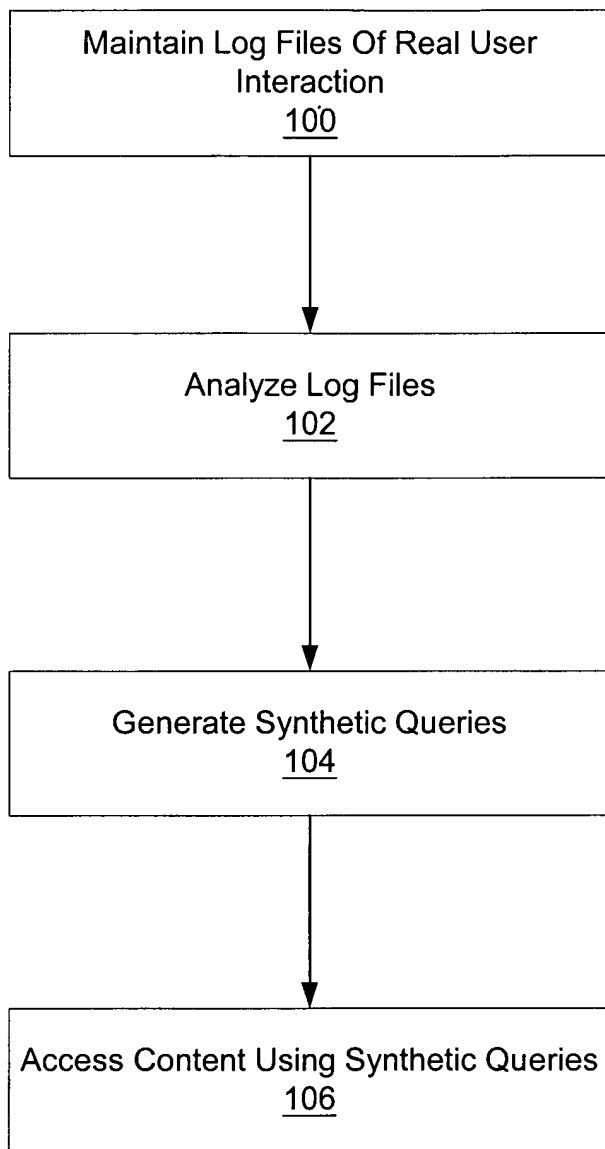 Maintain Log Files Of Real User
Interaction
100
Analyze Log Files
102
Generate Synthetic Queries
104
Access Content Using Synthetic Queries
106